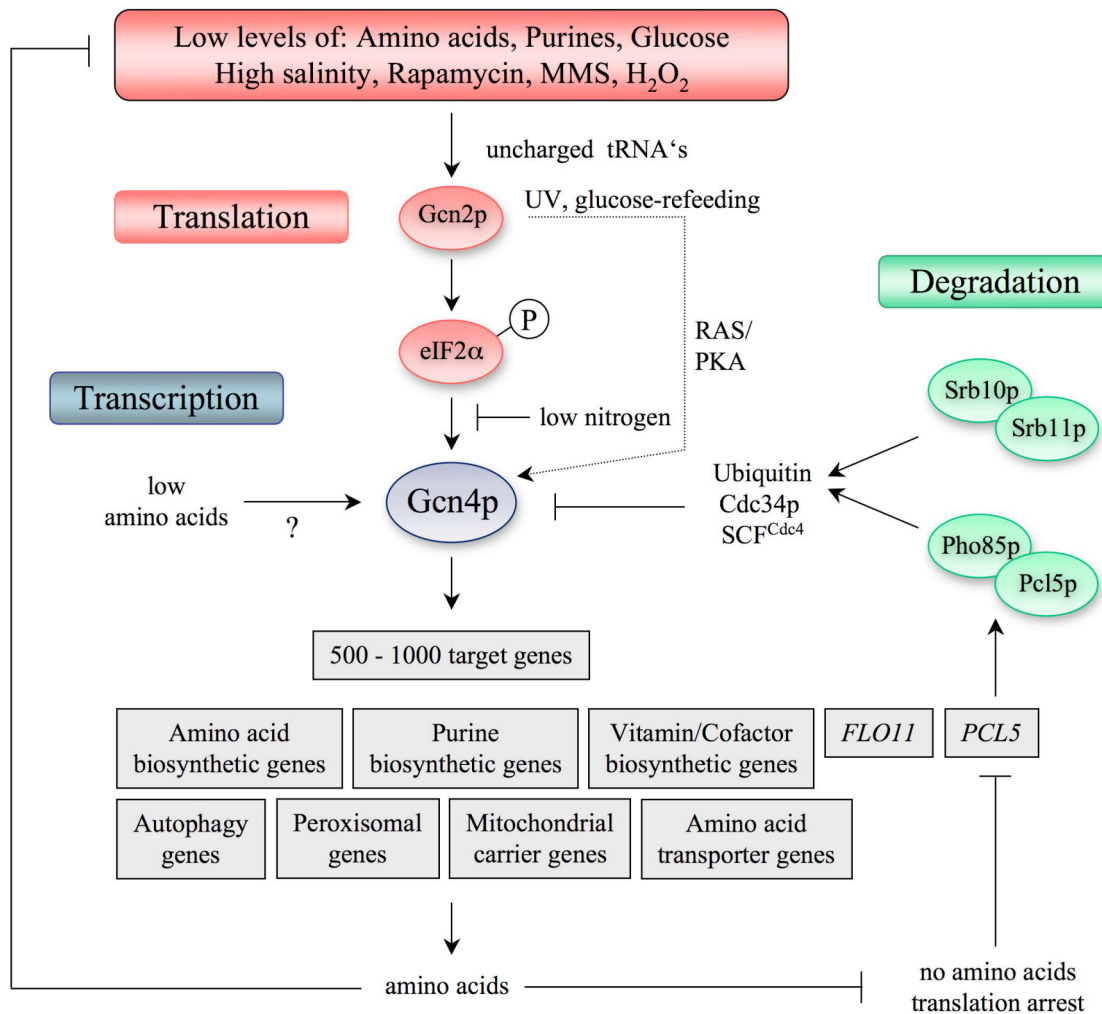 Low levels of: Amino acids, Purines, Glucose
High salinity, Rapamycin, MMS, H₂O₂
uncharged tRNA‘s
Translation
Gcn2p
UV, glucose-refeeding
Degradation
P
eIF2α
RAS/
PKA
Transcription
low nitrogen
Srb10p
Srb11p
low
amino acids
?
Gcn4p
Ubiquitin
Cdc34p
SCF^Cdc4
Pho85p
Pcl5p
500 - 1000 target genes
Amino acid
biosynthetic genes
Purine
biosynthetic genes
Vitamin/Cofactor
biosynthetic genes
FLO11
PCL5
Autophagy
genes
Peroxisomal
genes
Mitochondrial
carrier genes
Amino acid
transporter genes
amino acids
no amino acids
translation arrest